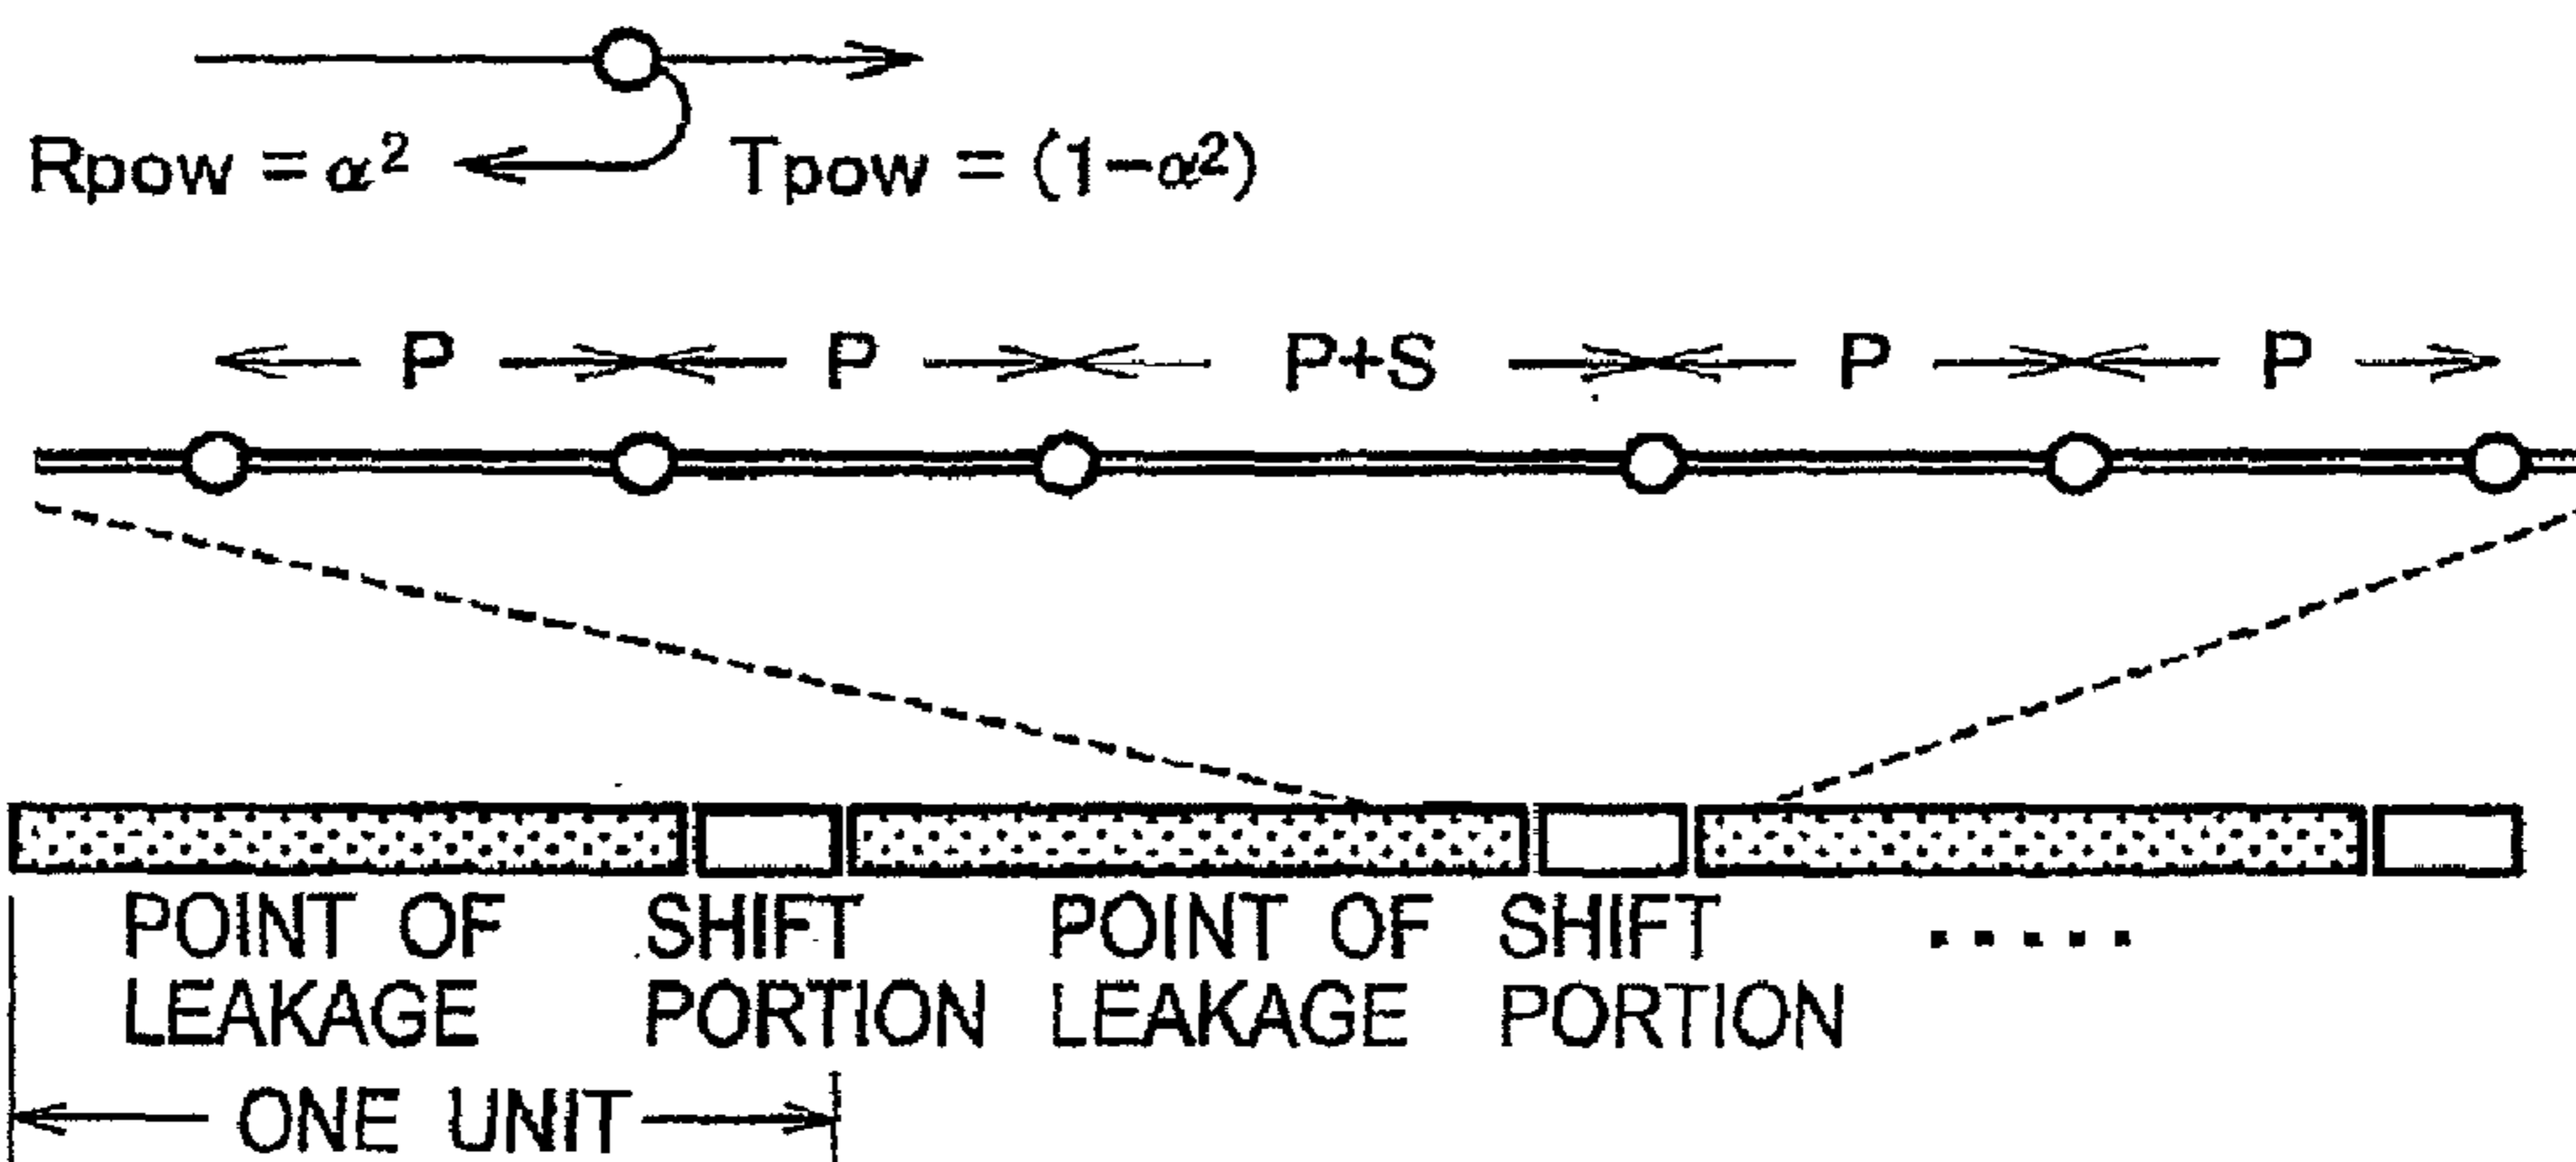 Rpow = α² Tpow = (1-α²)
P P P+S P P
POINT OF SHIFT POINT OF SHIFT .....
LEAKAGE PORTION LEAKAGE PORTION
ONE UNIT